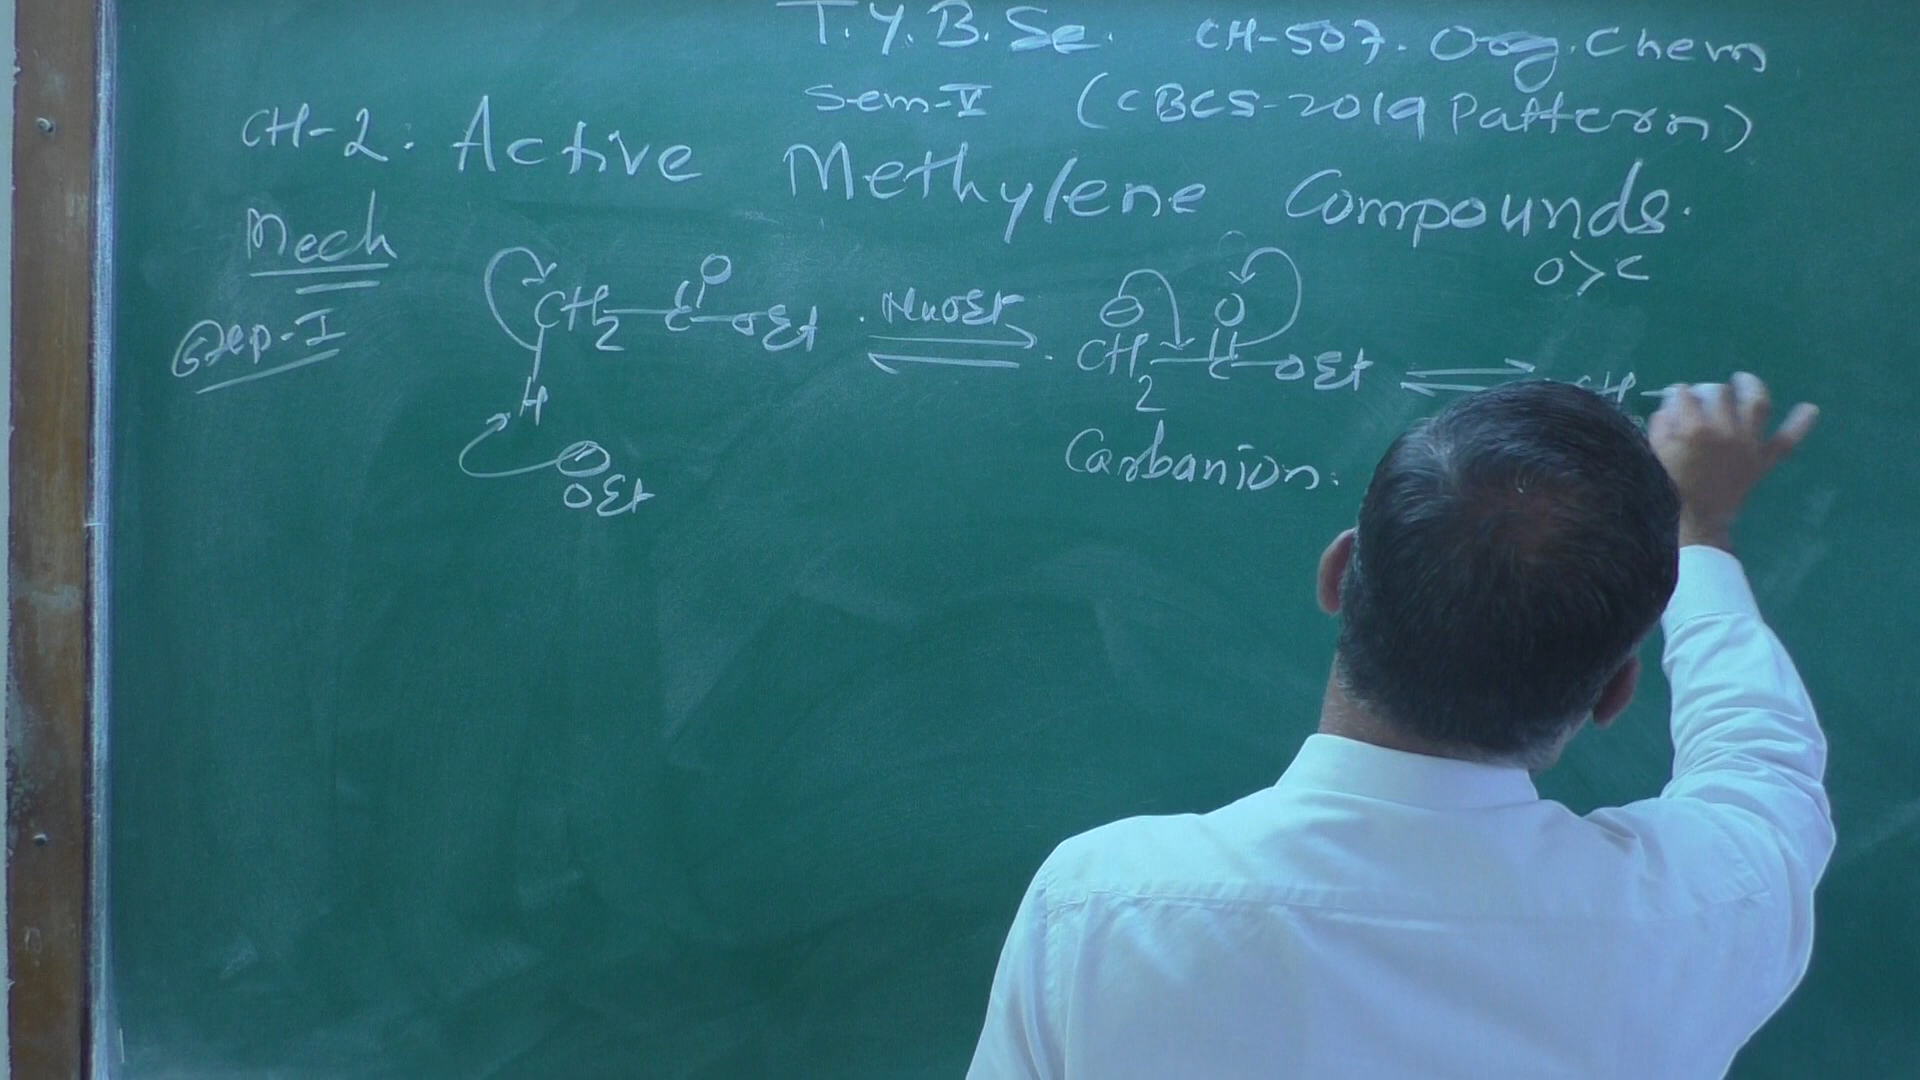 T.Y.B.Sc. CH-507. Org. Chem
Sem-V (CBCS-2019 Pattern)
CH-2. Active Methylene Compounds.
Mech
O>C
Step-I
CH2-C-OEt
O
NaOEt
⊖ O
CH2-C-OEt
CH
H
Carbanion:
⊖
OEt